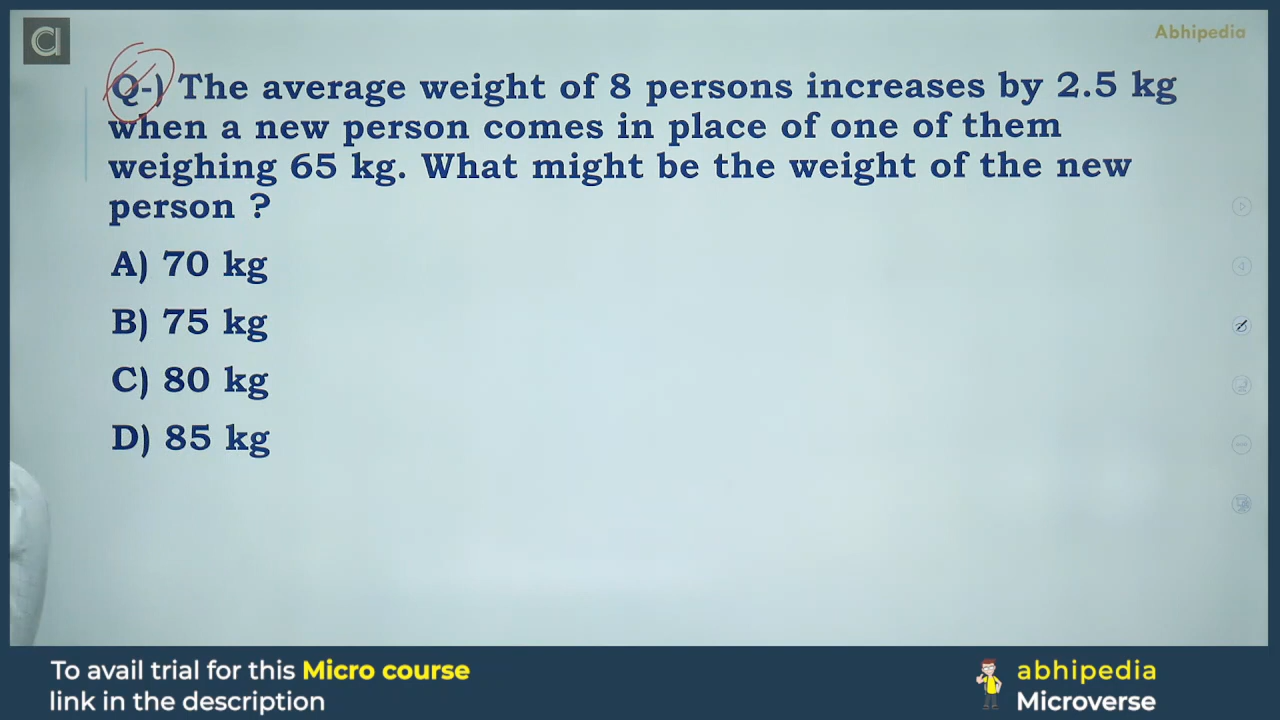 Abhipedia
Q-) The average weight of 8 persons increases by 2.5 kg
when a new person comes in place of one of them
weighing 65 kg. What might be the weight of the new
person ?
A) 70 kg
B) 75 kg
C) 80 kg
D) 85 kg
To avail trial for this Micro course
link in the description
abhipedia
Microverse